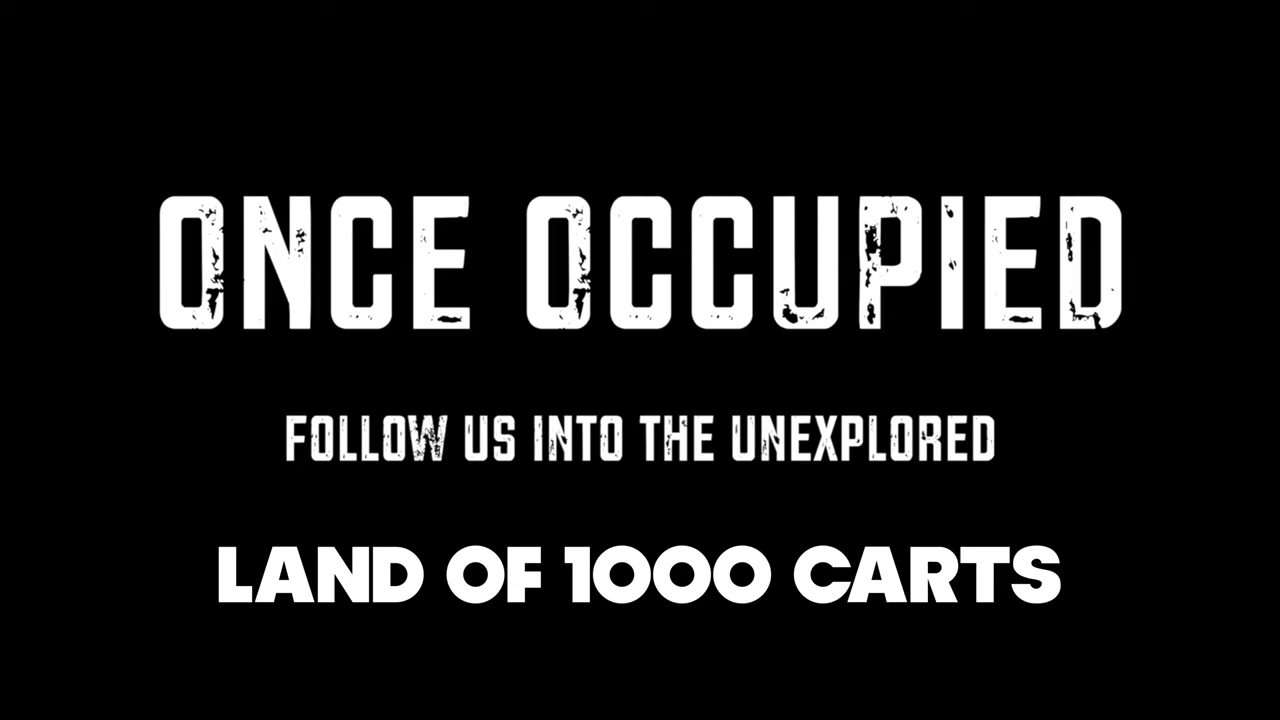 ONCE OCCUPIED
FOLLOW US INTO THE UNEXPLORED
LAND OF 1000 CARTS